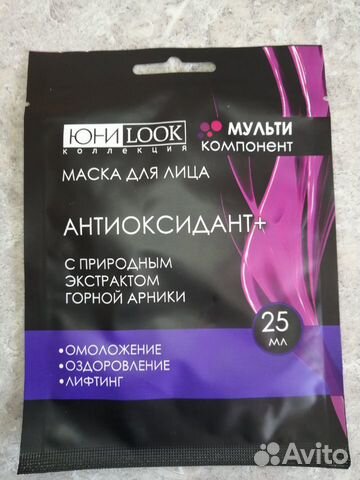 ЮНИ LOOK
КОЛЛЕКЦИЯ
МУЛЬТИ
КОМПОНЕНТ
МАСКА ДЛЯ ЛИЦА
АНТИОКСИДАНТ+
С ПРИРОДНЫМ
ЭКСТРАКТОМ
ГОРНОЙ АРНИКИ
25
МЛ
•ОМОЛОЖЕНИЕ
•ОЗДОРОВЛЕНИЕ
•ЛИФТИНГ
Avito